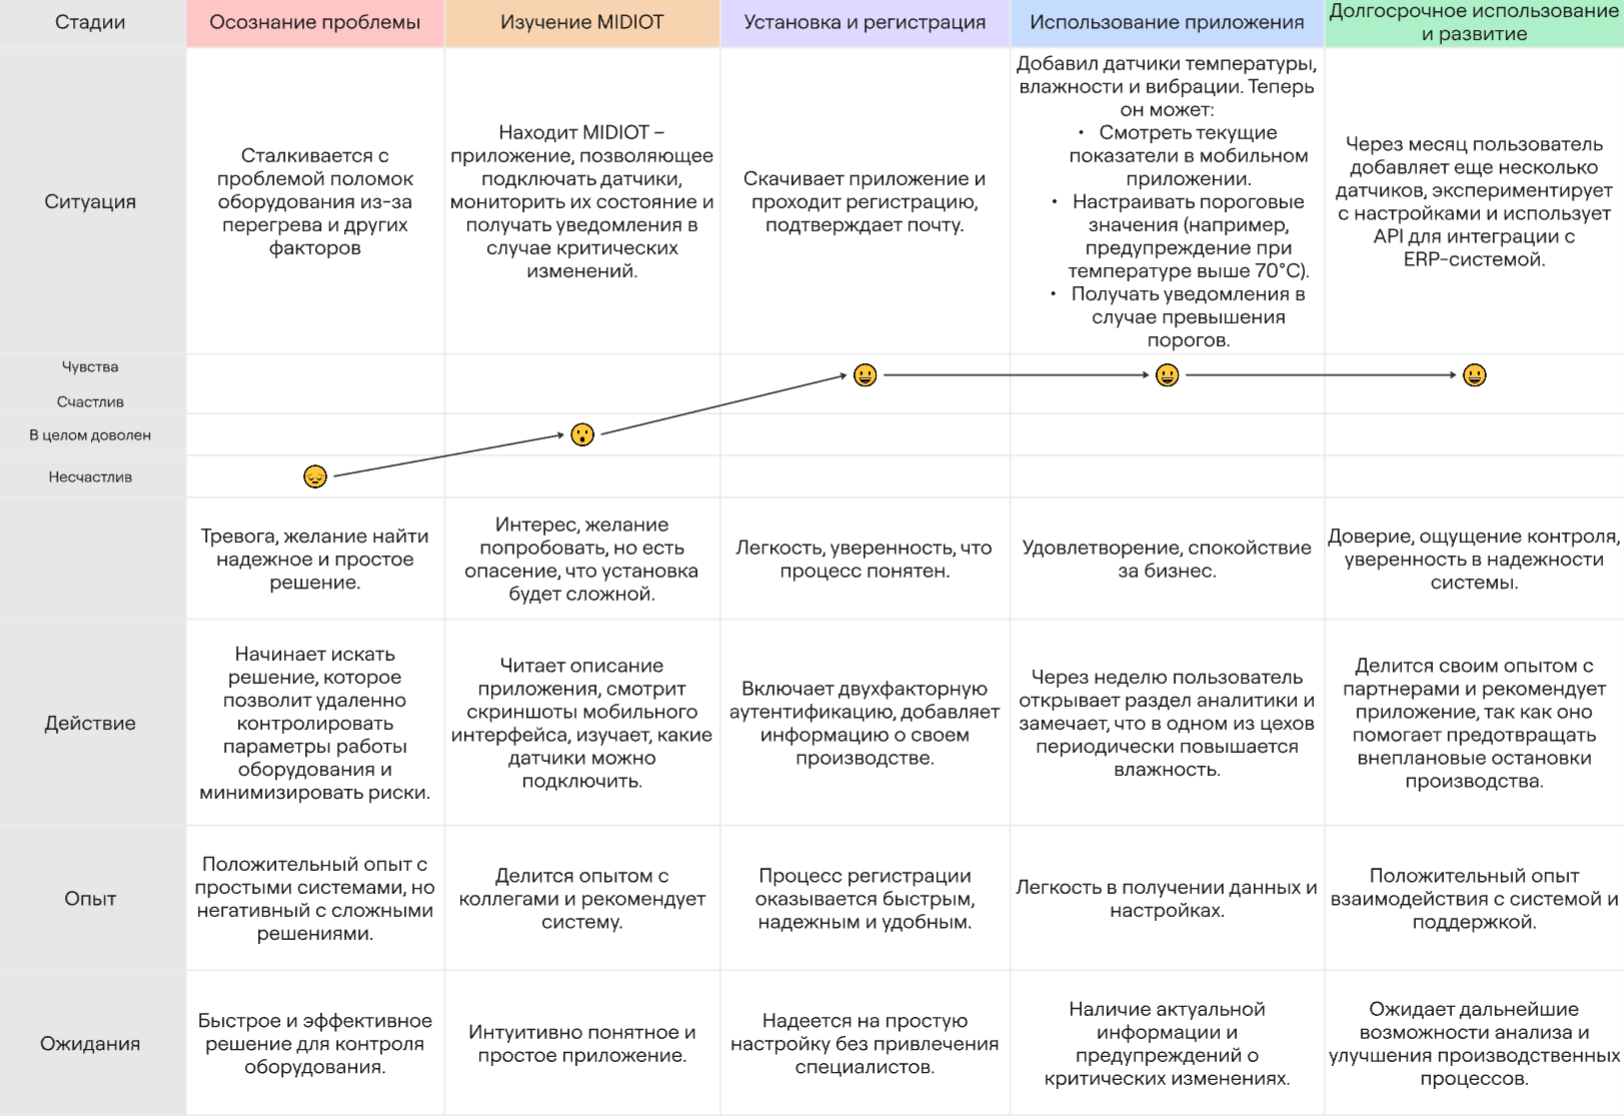 Стадии
Осознание проблемы
Изучение MIDIOT
Установка и регистрация
Использование приложения
Долгосрочное использование
и развитие
Ситуация
Сталкивается с
проблемой поломок
оборудования из-за
перегрева и других
факторов
Находит MIDIOT –
приложение, позволяющее
подключать датчики,
мониторить их состояние и
получать уведомления в
случае критических
изменений.
Скачивает приложение и
проходит регистрацию,
подтверждает почту.
Добавил датчики температуры,
влажности и вибрации. Теперь
он может:
• Смотреть текущие
показатели в мобильном
приложении.
• Настраивать пороговые
значения (например,
предупреждение при
температуре выше 70°C).
• Получать уведомления в
случае превышения
порогов.
Через месяц пользователь
добавляет еще несколько
датчиков, экспериментирует
с настройками и использует
API для интеграции с
ERP-системой.
Чувства
Счастлив
В целом доволен
Несчастлив
Тревога, желание найти
надежное и простое
решение.
Интерес, желание
попробовать, но есть
опасение, что установка
будет сложной.
Легкость, уверенность, что
процесс понятен.
Удовлетворение, спокойствие
за бизнес.
Доверие, ощущение контроля,
уверенность в надежности
системы.
Действие
Начинает искать
решение, которое
позволит удаленно
контролировать
параметры работы
оборудования и
минимизировать риски.
Читает описание
приложения, смотрит
скриншоты мобильного
интерфейса, изучает, какие
датчики можно
подключить.
Включает двухфакторную
аутентификацию, добавляет
информацию о своем
производстве.
Через неделю пользователь
открывает раздел аналитики и
замечает, что в одном из цехов
периодически повышается
влажность.
Делится своим опытом с
партнерами и рекомендует
приложение, так как оно
помогает предотвращать
внеплановые остановки
производства.
Опыт
Положительный опыт с
простыми системами, но
негативный с сложными
решениями.
Делится опытом с
коллегами и рекомендует
систему.
Процесс регистрации
оказывается быстрым,
надежным и удобным.
Легкость в получении данных и
настройках.
Положительный опыт
взаимодействия с системой и
поддержкой.
Ожидания
Быстрое и эффективное
решение для контроля
оборудования.
Интуитивно понятное и
простое приложение.
Надеется на простую
настройку без привлечения
специалистов.
Наличие актуальной
информации и
предупреждений о
критических изменениях.
Ожидает дальнейшие
возможности анализа и
улучшения производственных
процессов.